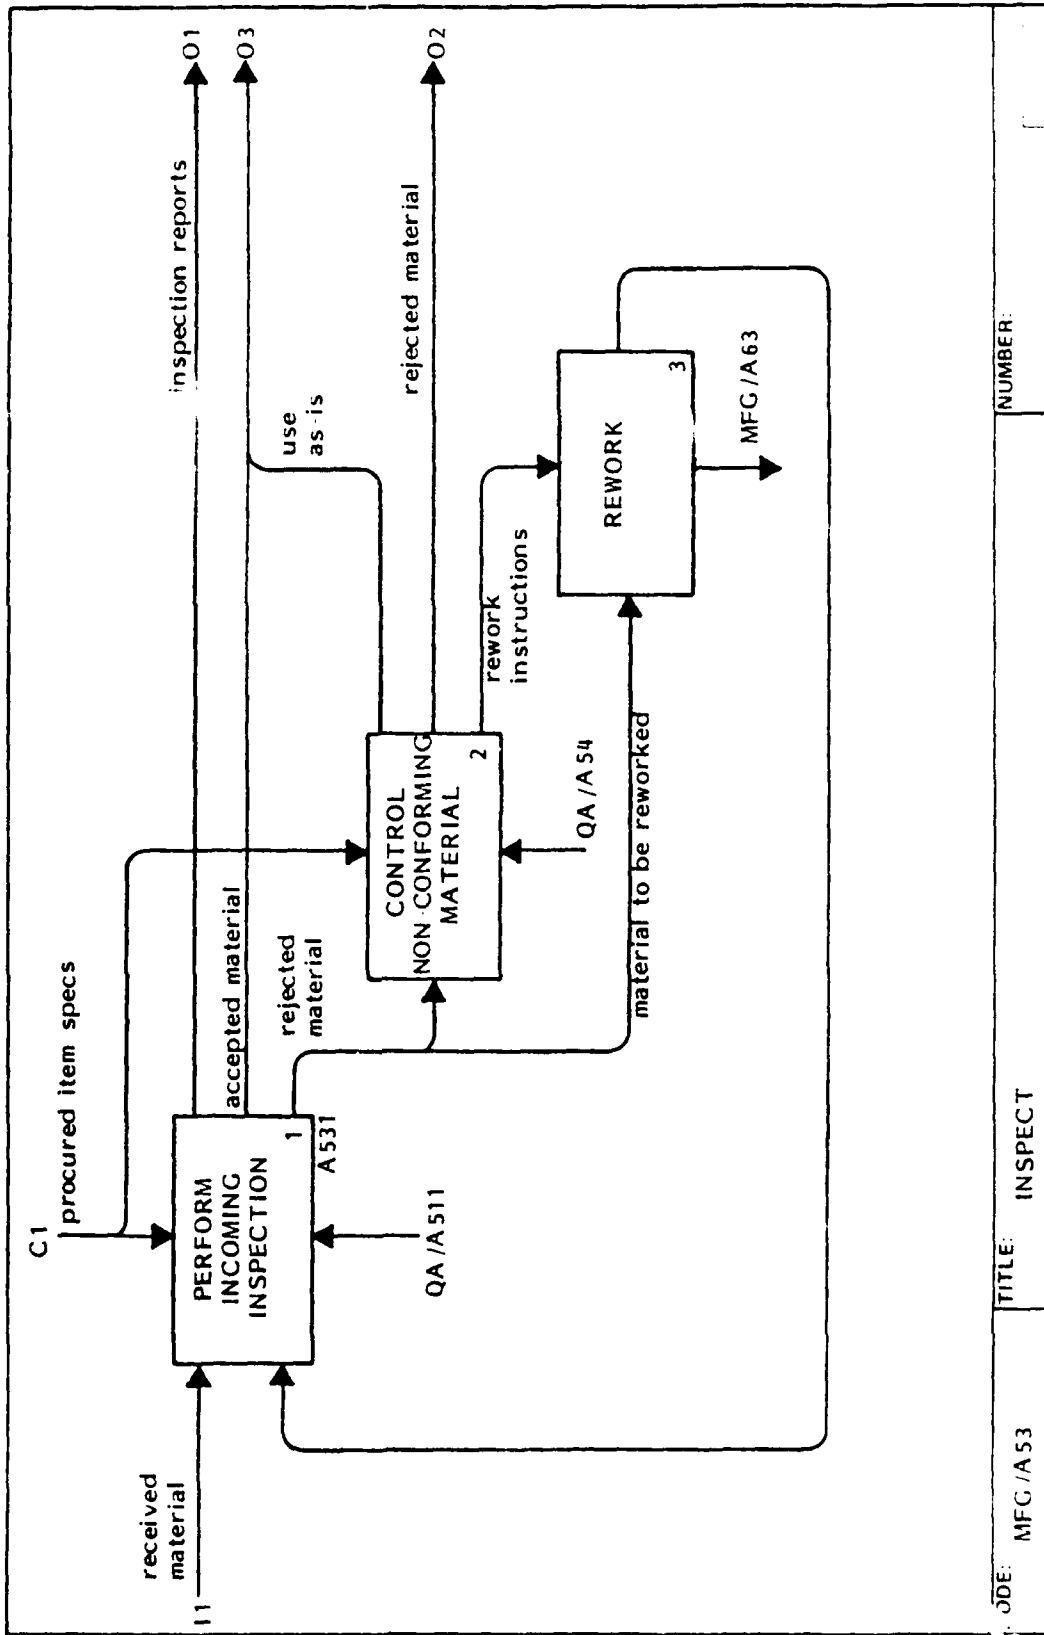 C1
procured item specs
I1
received
material
PERFORM
INCOMING
INSPECTION
1
A531
QA/A511
inspection reports
O1
accepted material
O3
rejected
material
CONTROL
NON-CONFORMING
MATERIAL
2
QA/A54
use
as-is
rejected material
O2
rework
instructions
material to be reworked
REWORK
3
MFG/A63
MFG/A53
TITLE:
INSPECT
NUMBER: